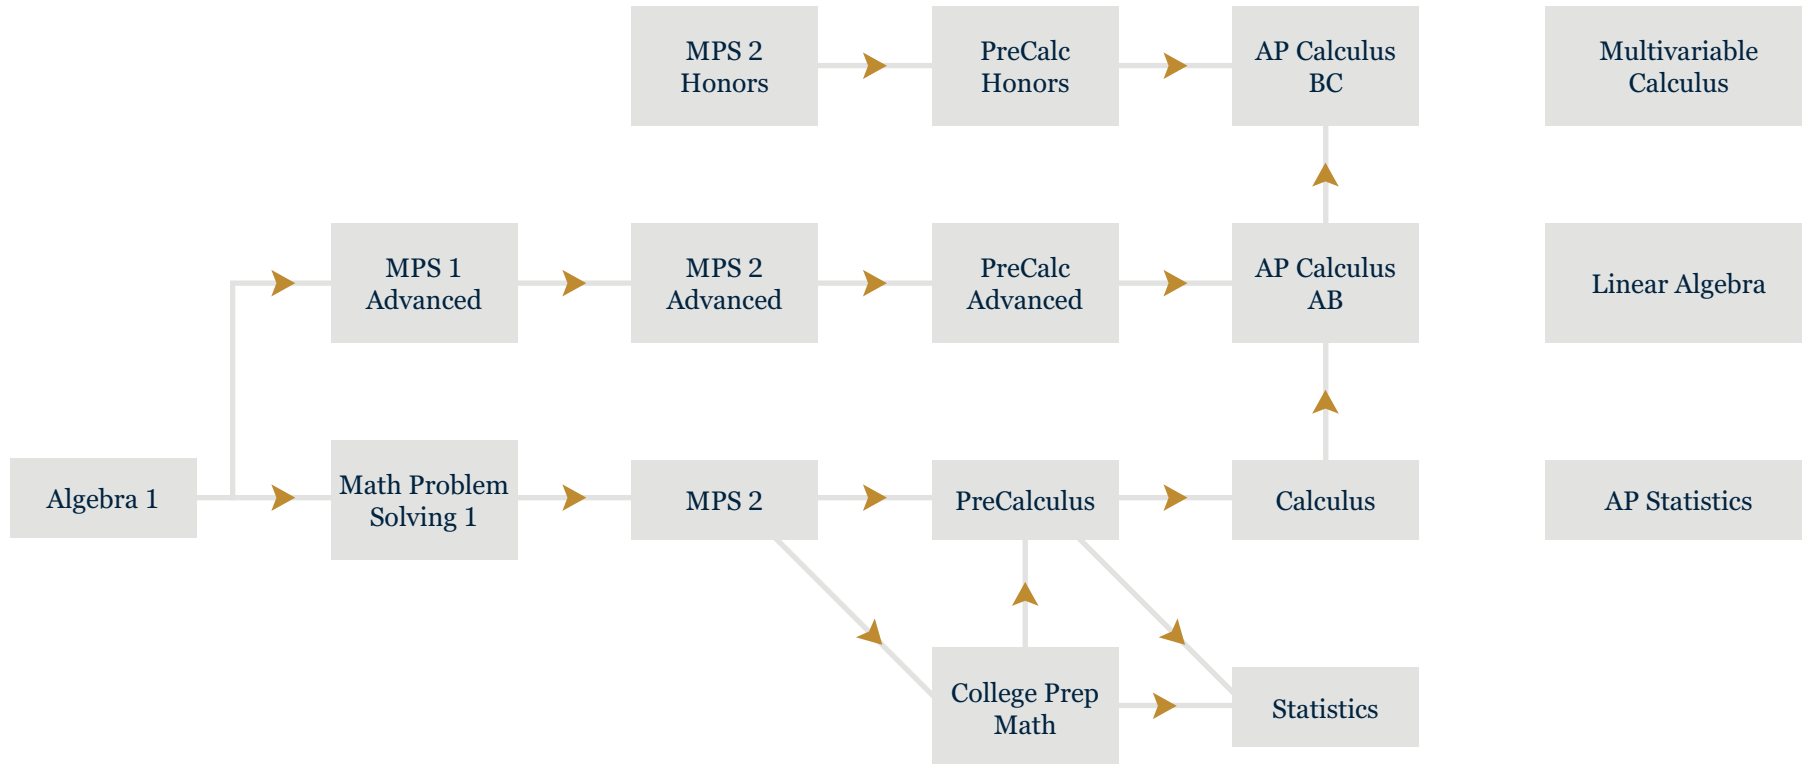 MPS 2
Honors
PreCalc
Honors
AP Calculus
BC
Multivariable
Calculus
MPS 1
Advanced
MPS 2
Advanced
PreCalc
Advanced
AP Calculus
AB
Linear Algebra
Algebra 1
Math Problem
Solving 1
MPS 2
PreCalculus
Calculus
AP Statistics
College Prep
Math
Statistics